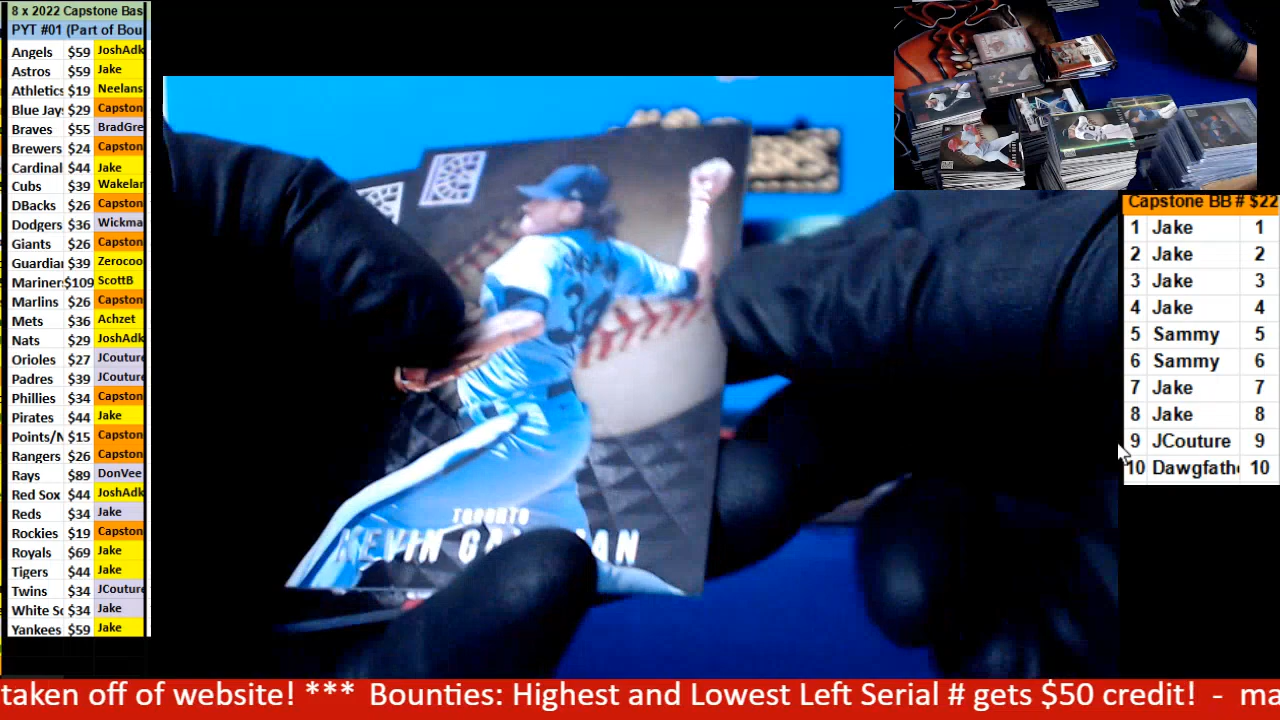 8 x 2022 Capstone Bas
PYT #01 (Part of Bou
Angels $59 JoshAdk
Astros $59 Jake
Athletics $19 Neelans
Blue Jay $29 Capston
Braves $55 BradGre
Brewers $24 Capston
Cardinal $44 Jake
Cubs $39 Wakelar
DBacks $26 Capston
Dodgers $36 Wickma
Giants $26 Capston
Guardian $39 Zerocoo
Mariner $109 ScottB
Marlins $26 Capston
Mets $36 Achzet
Nats $29 JoshAdk
Orioles $27 JCouture
Padres $39 JCouture
Phillies $34 Capston
Pirates $44 Jake
Points/N $15 Capston
Rangers $26 Capston
Rays $89 DonVee
Red Sox $44 JoshAdk
Reds $34 Jake
Rockies $19 Capston
Royals $69 Jake
Tigers $44 Jake
Twins $34 JCouture
White So $34 Jake
Yankees $59 Jake
34
TORONTO
KEVIN
Capstone BB # $22
1 Jake 1
2 Jake 2
3 Jake 3
4 Jake 4
5 Sammy 5
6 Sammy 6
7 Jake 7
8 Jake 8
9 JCouture 9
10 Dawgfath 10
taken off of website! *** Bounties: Highest and Lowest Left Serial # gets $50 credit! - ma